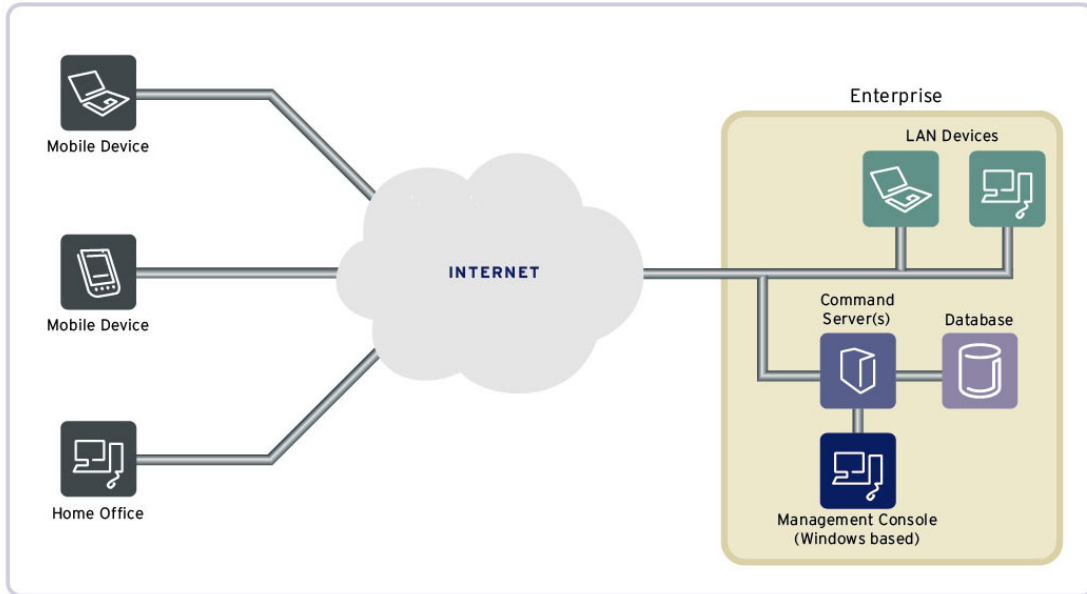 Mobile Device
Mobile Device
Home Office
INTERNET
Enterprise
LAN Devices
Command
Server(s)
Database
Management Console
(Windows based)